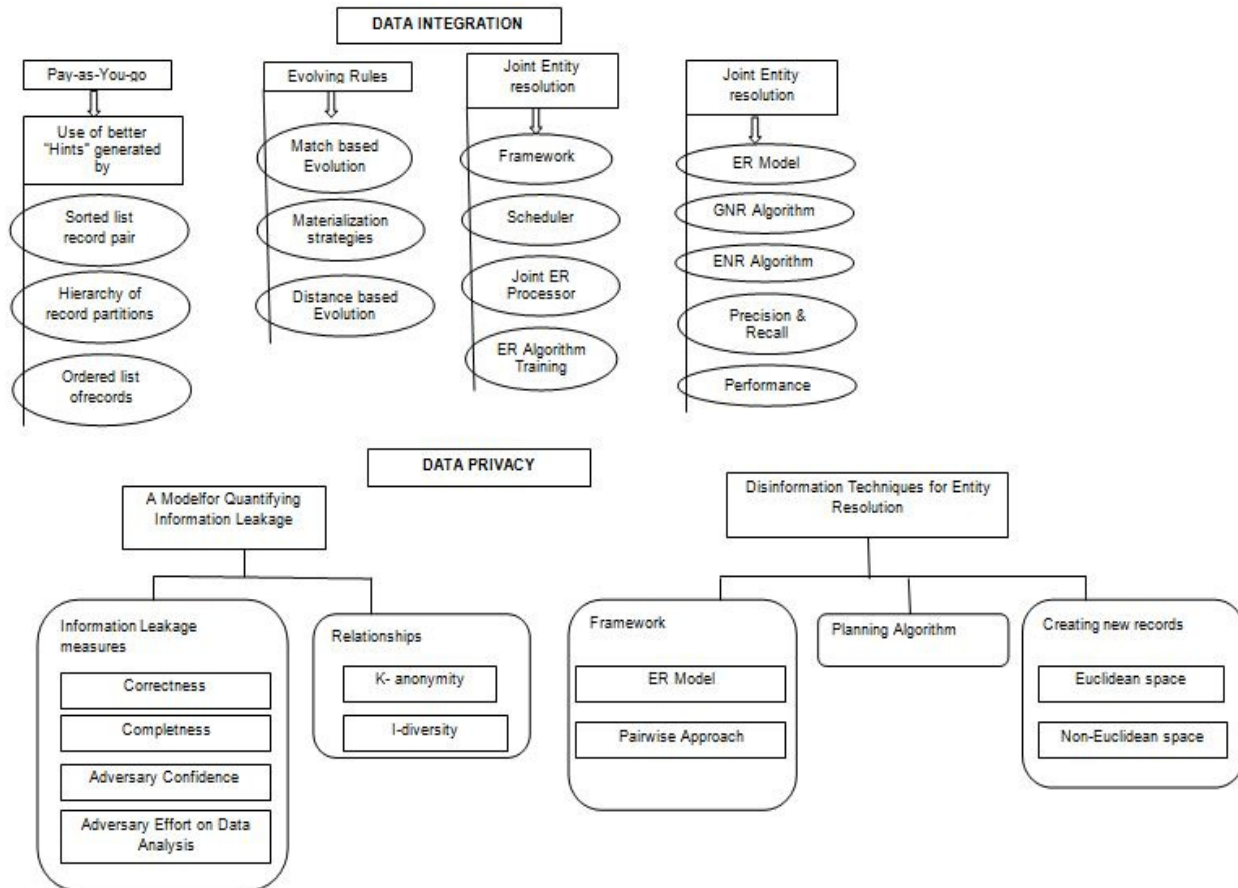 DATA INTEGRATION
Pay-as-You-go
Use of better
"Hints" generated
by
Sorted list
record pair
Hierarchy of
record partitions
Ordered list
ofrecords
Evolving Rules
Match based
Evolution
Materialization
strategies
Distance based
Evolution
Joint Entity
resolution
Framework
Scheduler
Joint ER
Processor
ER Algorithm
Training
Joint Entity
resolution
ER Model
GNR Algorithm
ENR Algorithm
Precision &
Recall
Performance
DATA PRIVACY
A Modelfor Quantifying
Information Leakage
Information Leakage
measures
Correctness
Completness
Adversary Confidence
Adversary Effort on Data
Analysis
Relationships
K- anonymity
l-diversity
Disinformation Techniques for Entity
Resolution
Framework
ER Model
Pairwise Approach
Planning Algorithm
Creating new records
Euclidean space
Non-Euclidean space